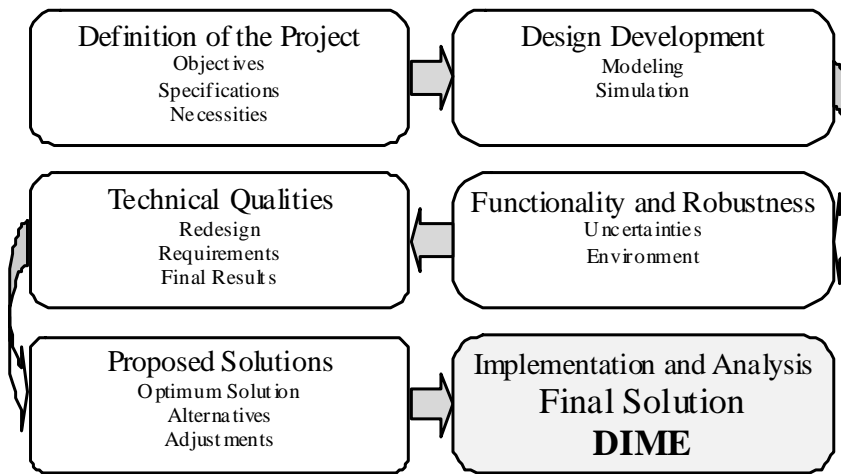 Definition of the Project
Objectives
Specifications
Necessities
Design Development
Modeling
Simulation
Technical Qualities
Redesign
Requirements
Final Results
Functionality and Robustness
Uncertainties
Environment
Proposed Solutions
Optimum Solution
Alternatives
Adjustments
Implementation and Analysis
Final Solution
DIME